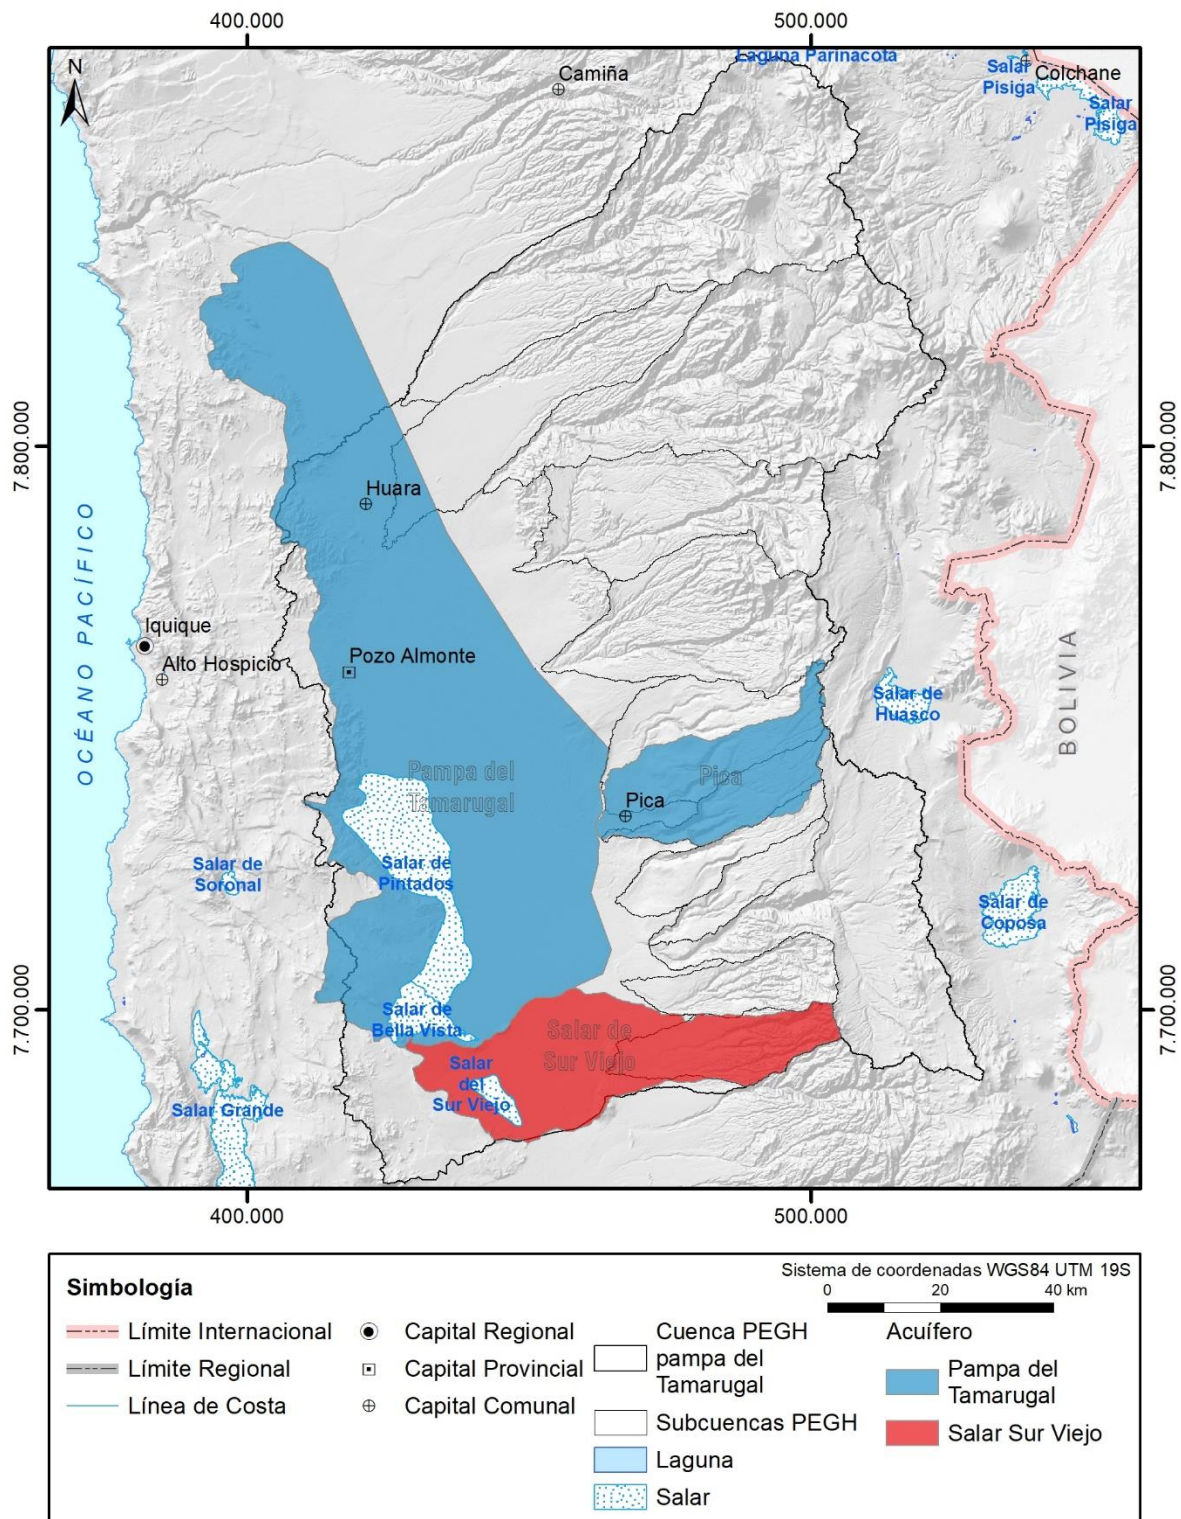 400.000
500.000
N
Laguna Parinacota
Camiña
Salar
Pisiga
Colchane
Salar
Pisiga
7.800.000
7.800.000
Huara
OCÉANO PACÍFICO
Iquique
Alto Hospicio
Pozo Almonte
BOLIVIA
Salar de
Huasco
Pampa del
Tamarugal
Pica
Pica
Salar de
Soronal
Salar de
Pintados
Salar de
Coposa
7.700.000
7.700.000
Salar de
Bella Vista
Salar de
Sur Viejo
Salar
del
Sur Viejo
Salar Grande
400.000
500.000
Sistema de coordenadas WGS84 UTM 19S
0 20 40 km
Simbología
Límite Internacional
Límite Regional
Línea de Costa
Capital Regional
Capital Provincial
Capital Comunal
Cuenca PEGH
pampa del
Tamarugal
Subcuencas PEGH
Laguna
Salar
Acuífero
Pampa del
Tamarugal
Salar Sur Viejo